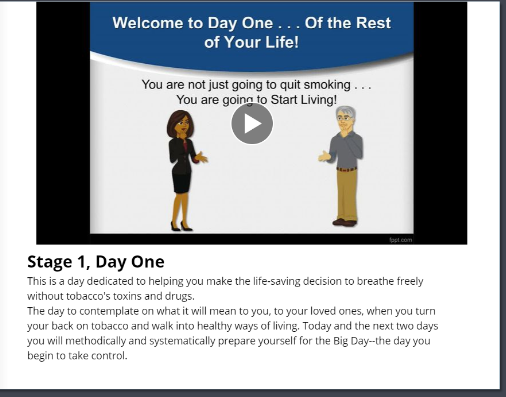 Welcome to Day One . . . Of the Rest
of Your Life!
You are not just going to quit smoking . . .
You are going to Start Living!
fppt.com
Stage 1, Day One
This is a day dedicated to helping you make the life-saving decision to breathe freely
without tobacco's toxins and drugs.
The day to contemplate on what it will mean to you, to your loved ones, when you turn
your back on tobacco and walk into healthy ways of living. Today and the next two days
you will methodically and systematically prepare yourself for the Big Day--the day you
begin to take control.